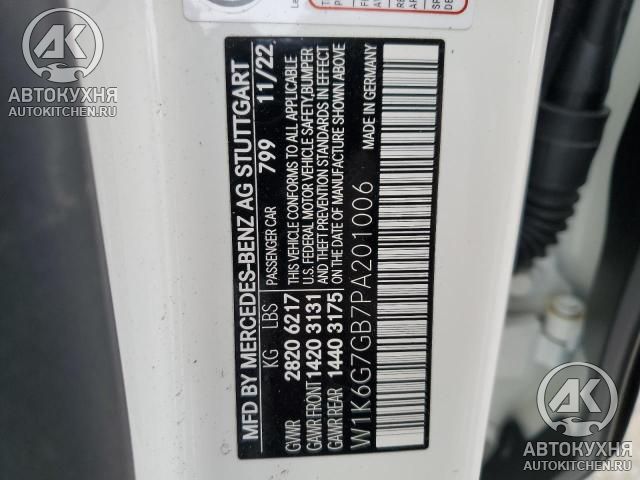 MFD BY MERCEDES-BENZ AG STUTTGART
799 11/22
KG LBS PASSENGER CAR
GVWR 2820 6217
GAWR FRONT 1420 3131
GAWR REAR 1440 3175
THIS VEHICLE CONFORMS TO ALL APPLICABLE
U.S. FEDERAL MOTOR VEHICLE SAFETY,BUMPER
AND THEFT PREVENTION STANDARDS IN EFFECT
ON THE DATE OF MANUFACTURE SHOWN ABOVE
W1K6G7GB7PA201006
MADE IN GERMANY
AK
АВТОКУХНЯ
AUTOKITCHEN.RU
AK
АВТОКУХНЯ
AUTOKITCHEN.RU